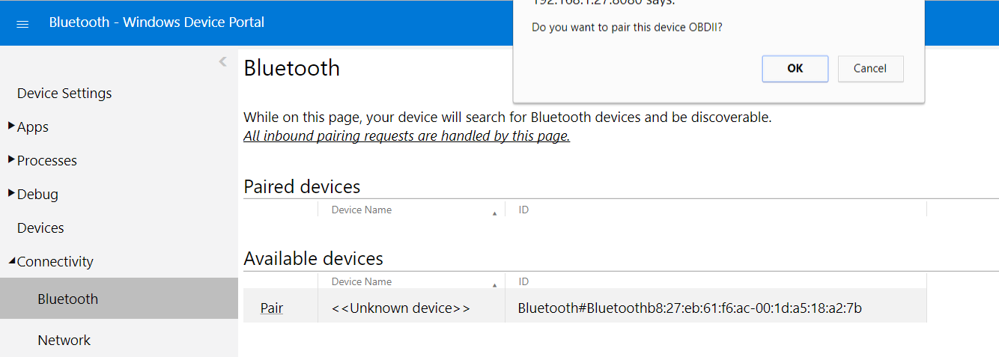 192.168.1.27:8080 says:
Bluetooth - Windows Device Portal
Do you want to pair this device OBDII?
OK
Cancel
Device Settings
Apps
Processes
Debug
Devices
Connectivity
Bluetooth
Network
Bluetooth
While on this page, your device will search for Bluetooth devices and be discoverable.
All inbound pairing requests are handled by this page.
Paired devices
Device Name
ID
Available devices
Device Name
ID
Pair
<<Unknown device>>
Bluetooth#Bluetoothb8:27:eb:61:f6:ac-00:1d:a5:18:a2:7b